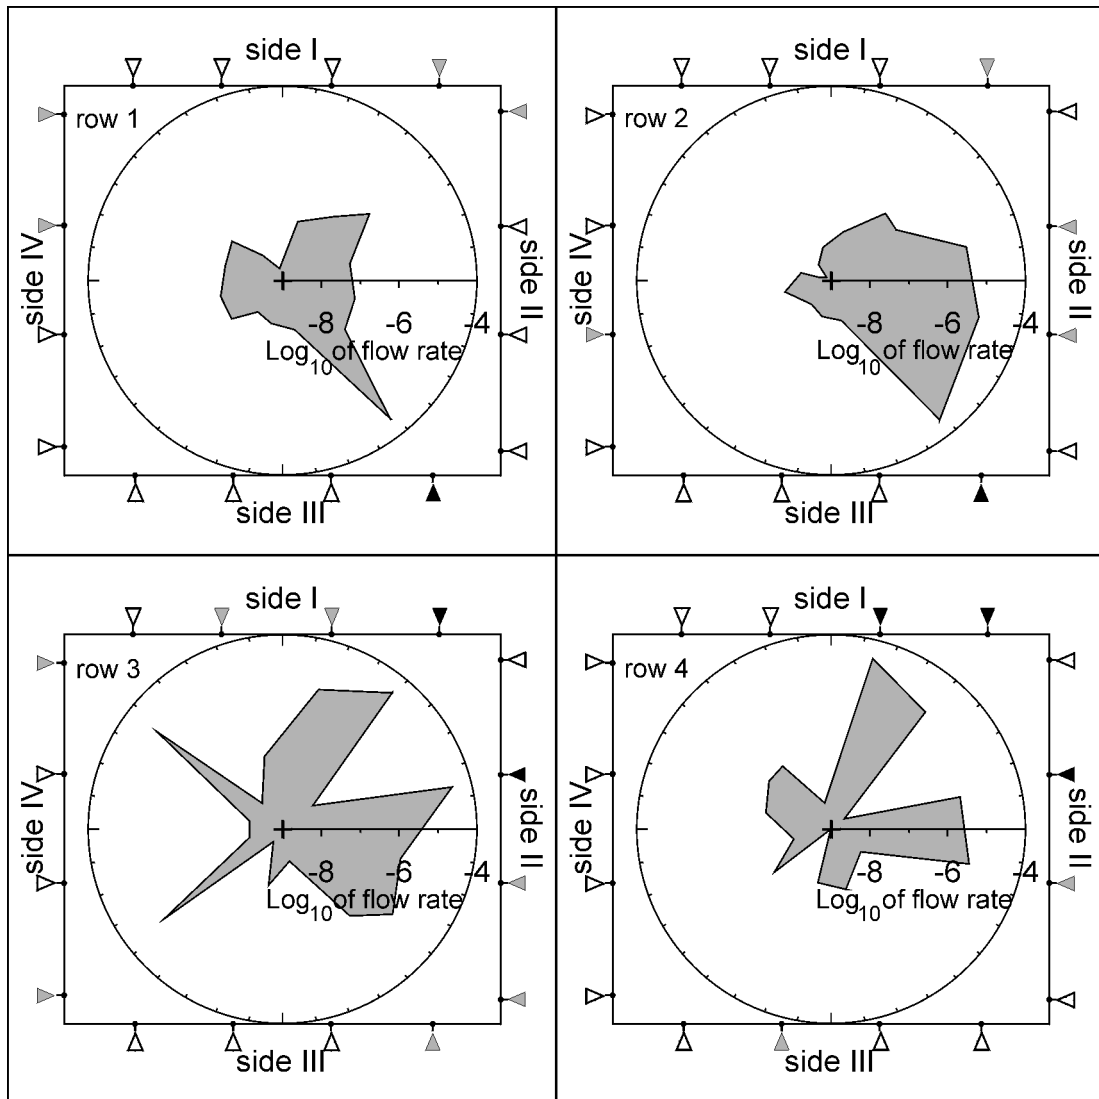 side I
row 1
side IV
side II
-8 -6 -4
Log10 of flow rate
side III
side I
row 2
side IV
side II
-8 -6 -4
Log10 of flow rate
side III
side I
row 3
side IV
side II
-8 -6 -4
Log10 of flow rate
side III
side I
row 4
side IV
side II
-8 -6 -4
Log10 of flow rate
side III